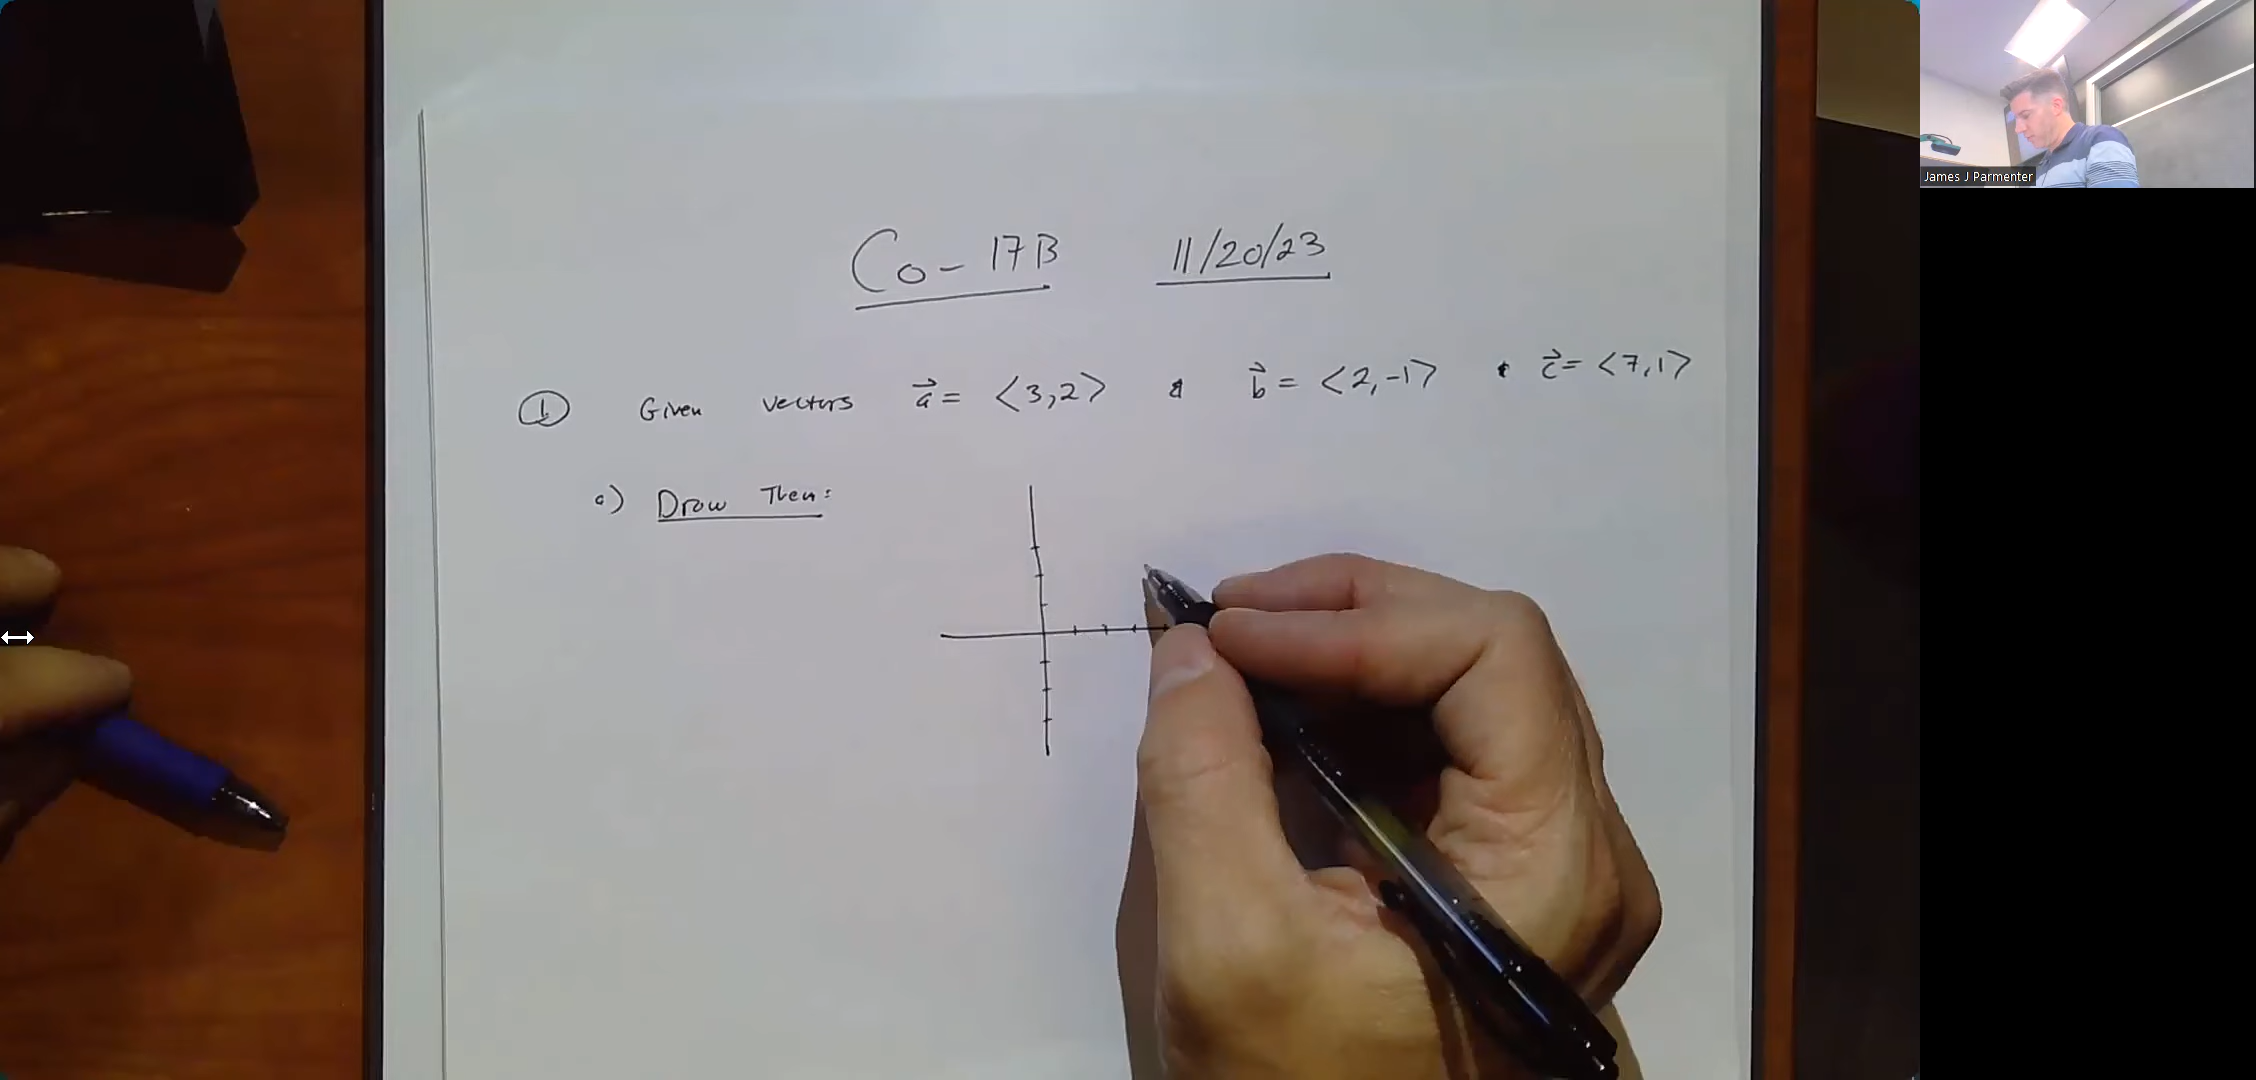 Co-17B 11/20/23
① Given vectors a⃗ = <3,2> & b⃗ = <2,-1> & c⃗ = <7,1>
a) Draw Them:
James J Parmenter